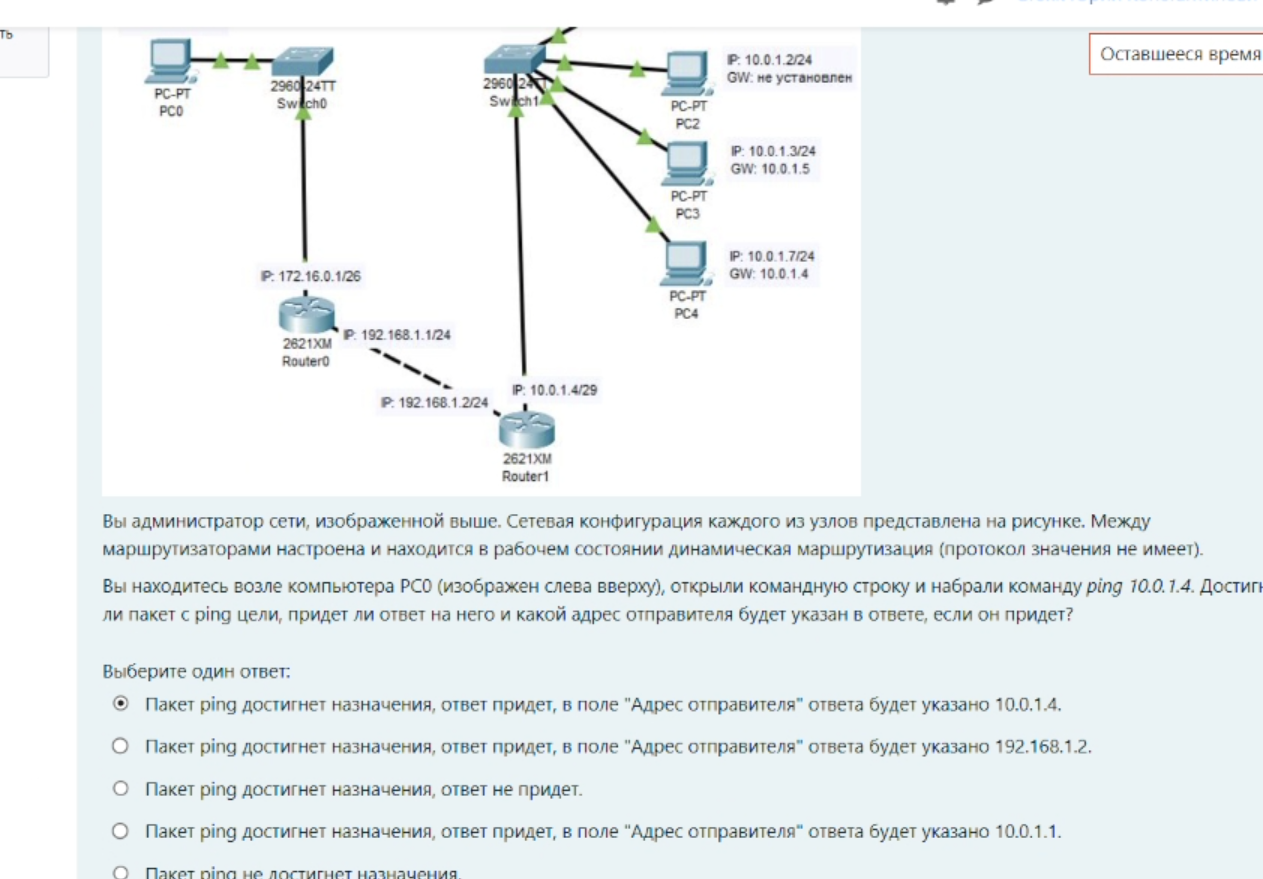 ть
Оставшееся время
PC-PT
PC0
2960-24TT
Switch0
2960-24TT
Switch1
IP: 10.0.1.2/24
GW: не установлен
PC-PT
PC2
IP: 10.0.1.3/24
GW: 10.0.1.5
PC-PT
PC3
IP: 10.0.1.7/24
GW: 10.0.1.4
PC-PT
PC4
IP: 172.16.0.1/26
2621XM
Router0
IP: 192.168.1.1/24
IP: 192.168.1.2/24
IP: 10.0.1.4/29
2621XM
Router1
Вы администратор сети, изображенной выше. Сетевая конфигурация каждого из узлов представлена на рисунке. Между
маршрутизаторами настроена и находится в рабочем состоянии динамическая маршрутизация (протокол значения не имеет).
Вы находитесь возле компьютера PC0 (изображен слева вверху), открыли командную строку и набрали команду ping 10.0.1.4. Достигн
ли пакет с ping цели, придет ли ответ на него и какой адрес отправителя будет указан в ответе, если он придет?
Выберите один ответ:
Пакет ping достигнет назначения, ответ придет, в поле "Адрес отправителя" ответа будет указано 10.0.1.4.
Пакет ping достигнет назначения, ответ придет, в поле "Адрес отправителя" ответа будет указано 192.168.1.2.
Пакет ping достигнет назначения, ответ не придет.
Пакет ping достигнет назначения, ответ придет, в поле "Адрес отправителя" ответа будет указано 10.0.1.1.
Пакет ping не достигнет назначения.